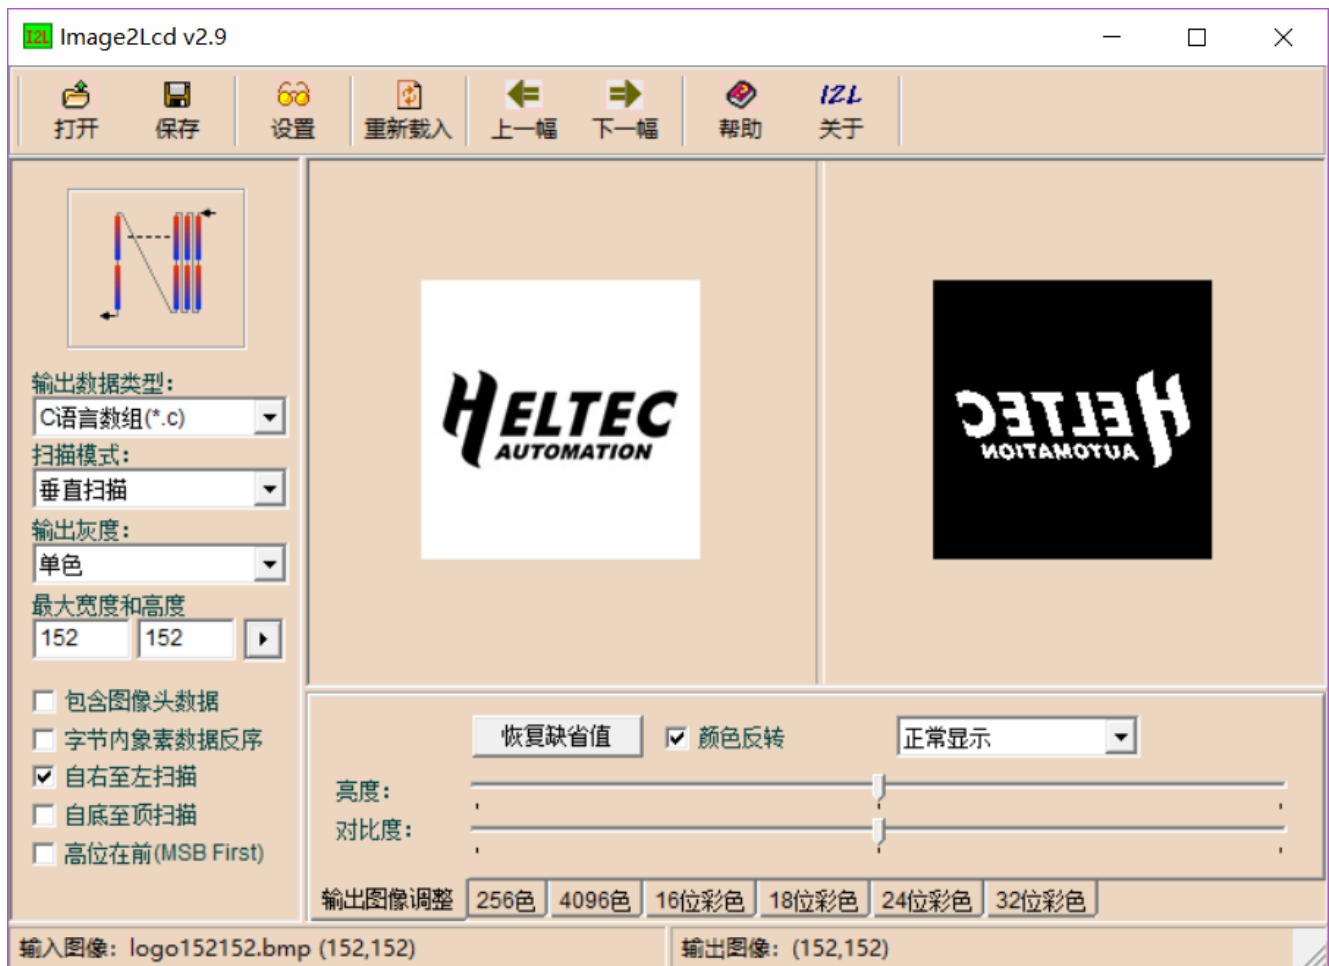 I2L Image2Lcd v2.9
I2L
打开 保存 设置 重新载入 上一幅 下一幅 帮助 关于
输出数据类型:
C语言数组(*.c)
扫描模式:
垂直扫描
输出灰度:
单色
最大宽度和高度
152 152
包含图像头数据
字节内象素数据反序
自右至左扫描
自底至顶扫描
高位在前(MSB First)
HELTEC
AUTOMATION
HELTEC
AUTOMATION
恢复缺省值 颜色反转 正常显示
亮度:
对比度:
输出图像调整 256色 4096色 16位彩色 18位彩色 24位彩色 32位彩色
输入图像: logo152152.bmp (152,152) 输出图像: (152,152)